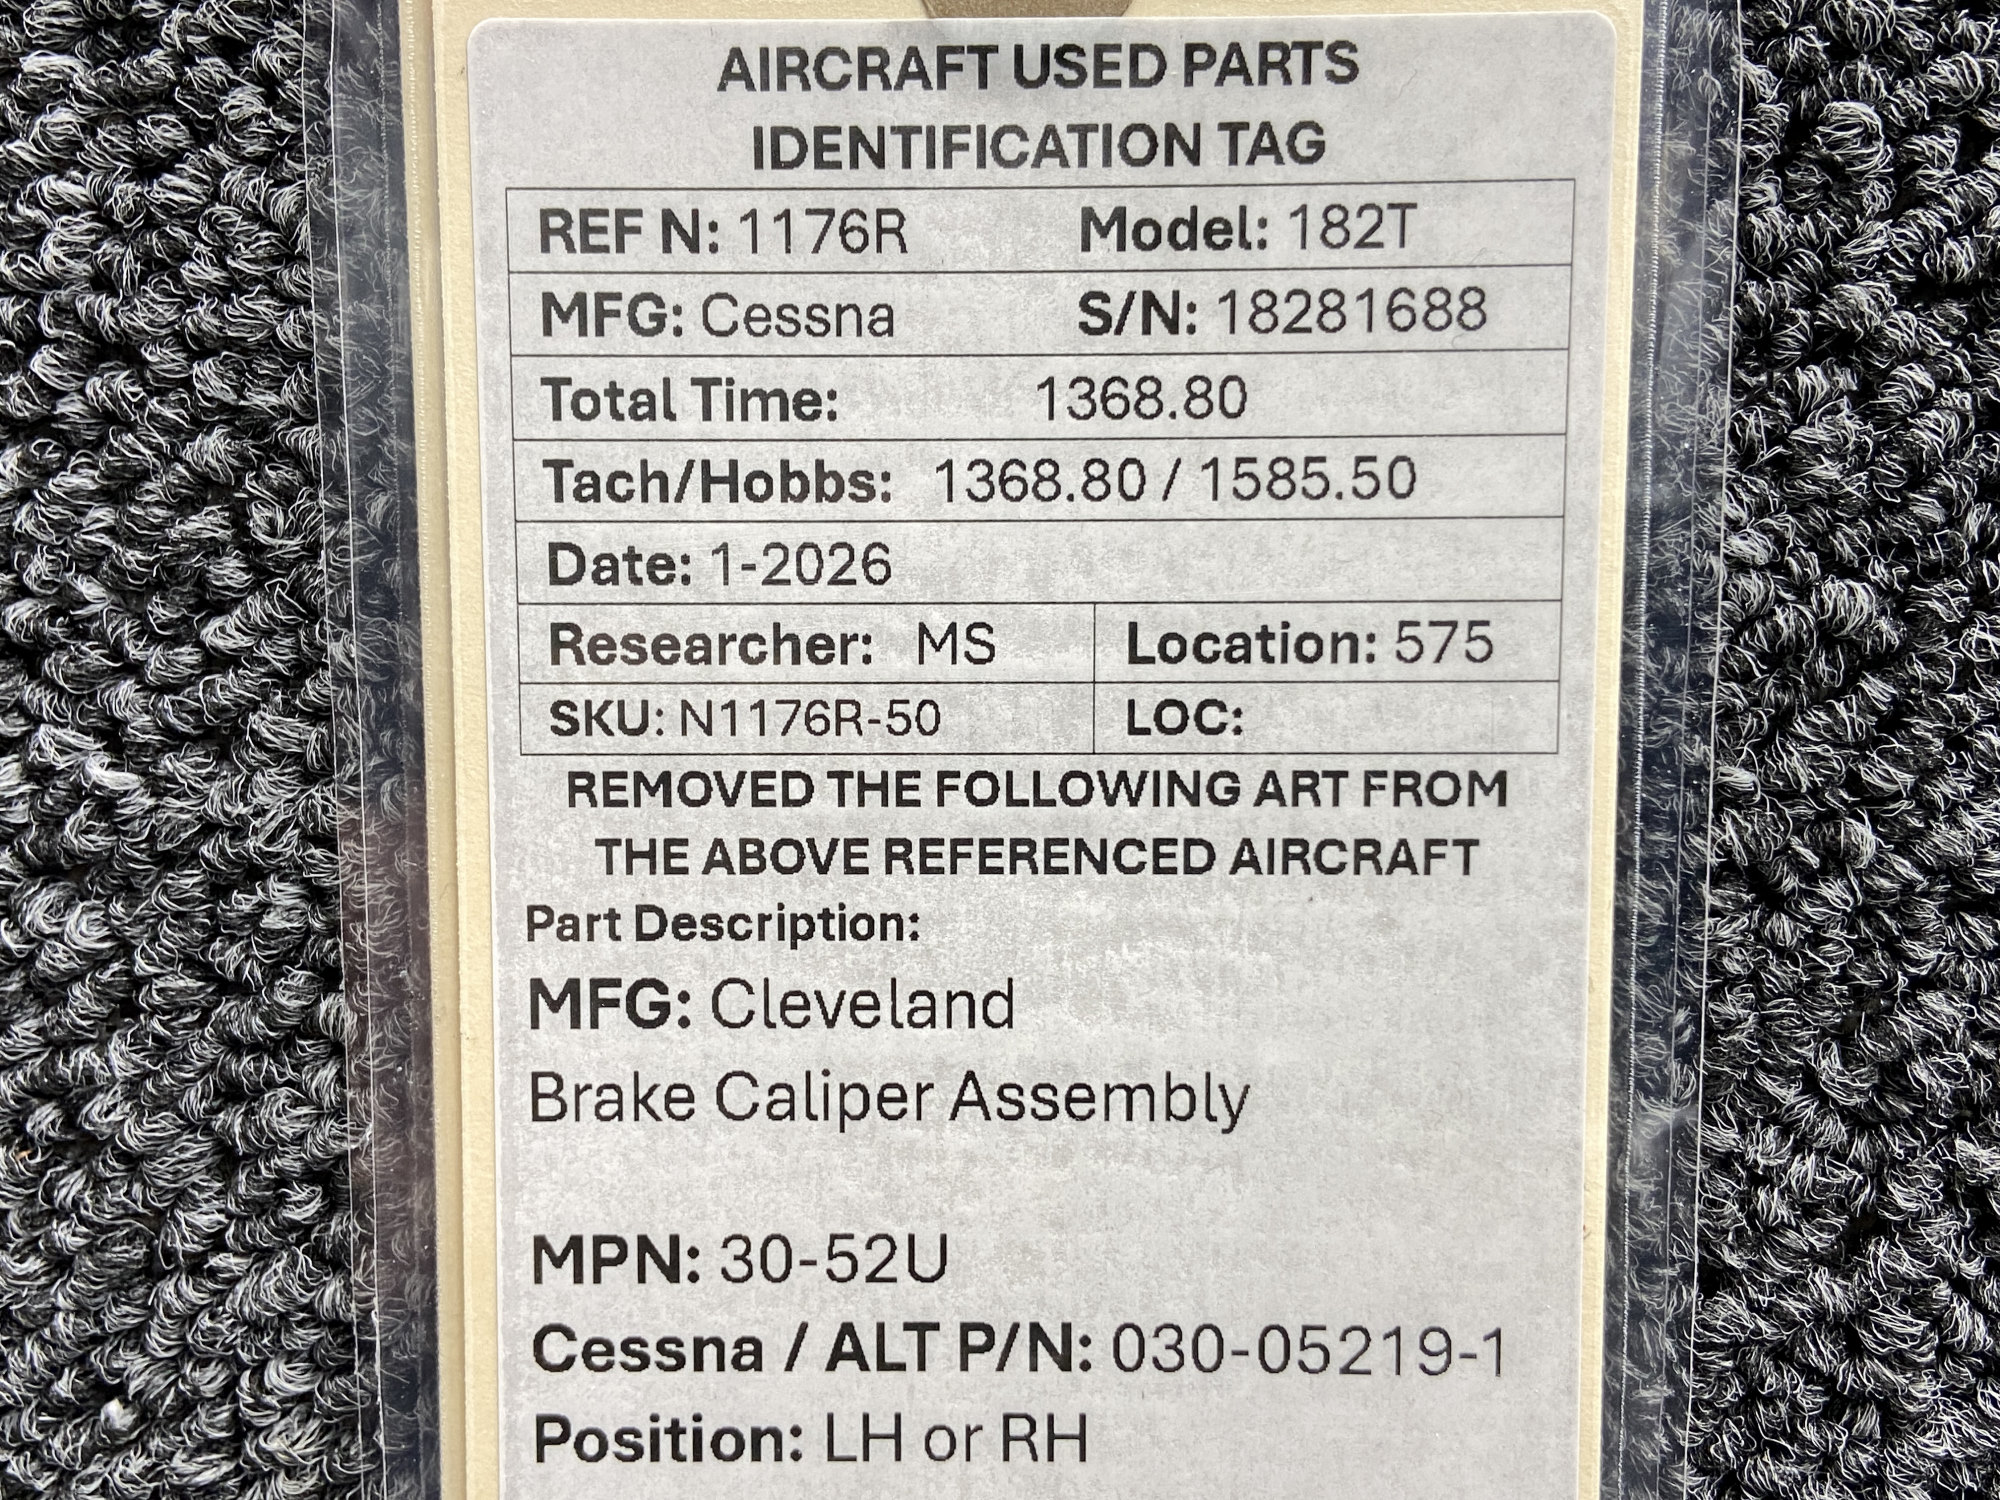 AIRCRAFT USED PARTS
IDENTIFICATION TAG
REF N: 1176R Model: 182T
MFG: Cessna S/N: 18281688
Total Time: 1368.80
Tach/Hobbs: 1368.80 / 1585.50
Date: 1-2026
Researcher: MS Location: 575
SKU: N1176R-50 LOC:
REMOVED THE FOLLOWING ART FROM
THE ABOVE REFERENCED AIRCRAFT
Part Description:
MFG: Cleveland
Brake Caliper Assembly
MPN: 30-52U
Cessna / ALT P/N: 030-05219-1
Position: LH or RH